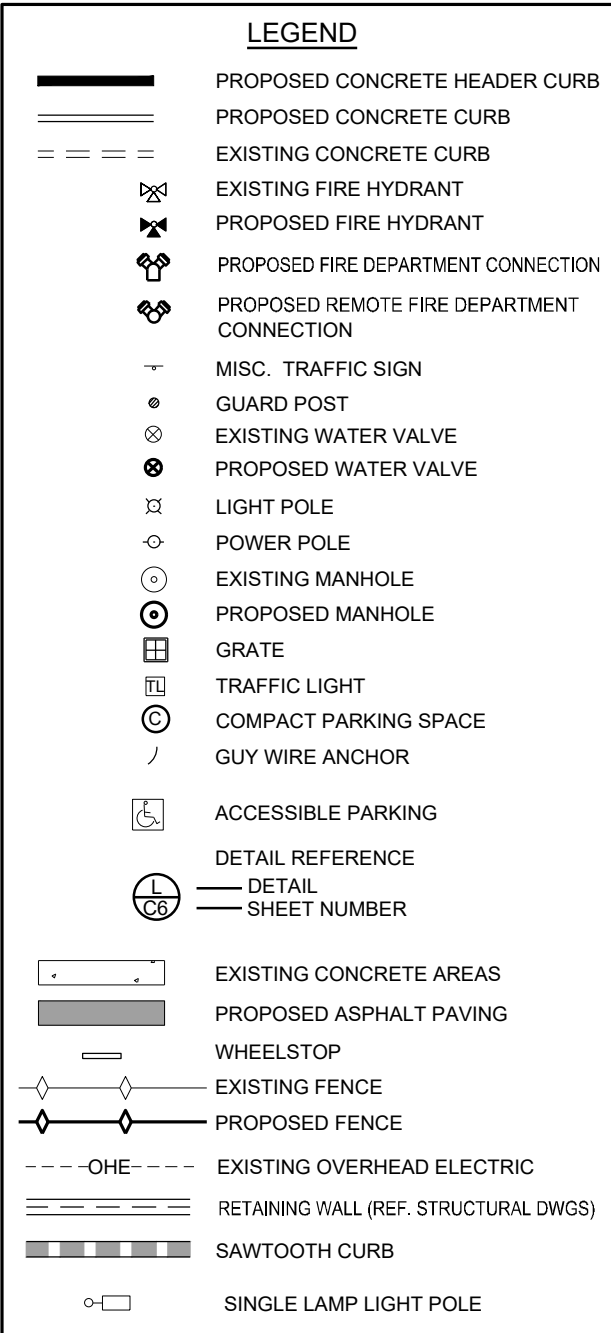 LEGEND
PROPOSED CONCRETE HEADER CURB
PROPOSED CONCRETE CURB
EXISTING CONCRETE CURB
EXISTING FIRE HYDRANT
PROPOSED FIRE HYDRANT
PROPOSED FIRE DEPARTMENT CONNECTION
PROPOSED REMOTE FIRE DEPARTMENT
CONNECTION
MISC. TRAFFIC SIGN
GUARD POST
EXISTING WATER VALVE
PROPOSED WATER VALVE
LIGHT POLE
POWER POLE
EXISTING MANHOLE
PROPOSED MANHOLE
GRATE
TL TRAFFIC LIGHT
C COMPACT PARKING SPACE
GUY WIRE ANCHOR
ACCESSIBLE PARKING
DETAIL REFERENCE
L DETAIL
C6 SHEET NUMBER
EXISTING CONCRETE AREAS
PROPOSED ASPHALT PAVING
WHEELSTOP
EXISTING FENCE
PROPOSED FENCE
OHE EXISTING OVERHEAD ELECTRIC
RETAINING WALL (REF. STRUCTURAL DWGS)
SAWTOOTH CURB
SINGLE LAMP LIGHT POLE